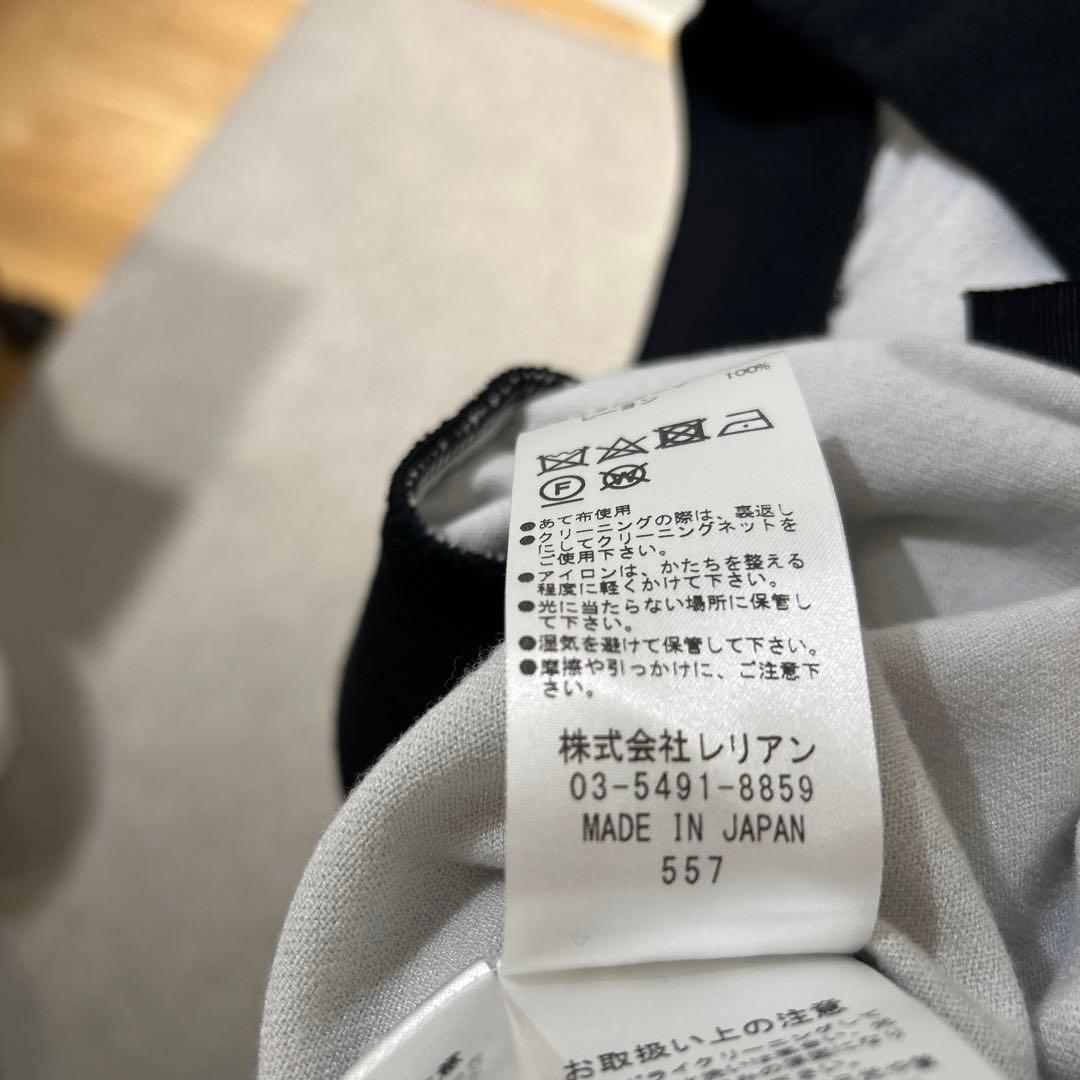 レーヨン 100%
F W
●あて布使用
●クリーニングの際は、裏返し
にしてクリーニングネットを
ご使用下さい。
●アイロンは、かたちを整える
程度に軽くかけて下さい。
●光に当たらない場所に保管し
て下さい。
●湿気を避けて保管して下さい。
●摩擦や引っかけに、ご注意下
さい。
株式会社レリアン
03-5491-8859
MADE IN JAPAN
557
お取扱い上の注意